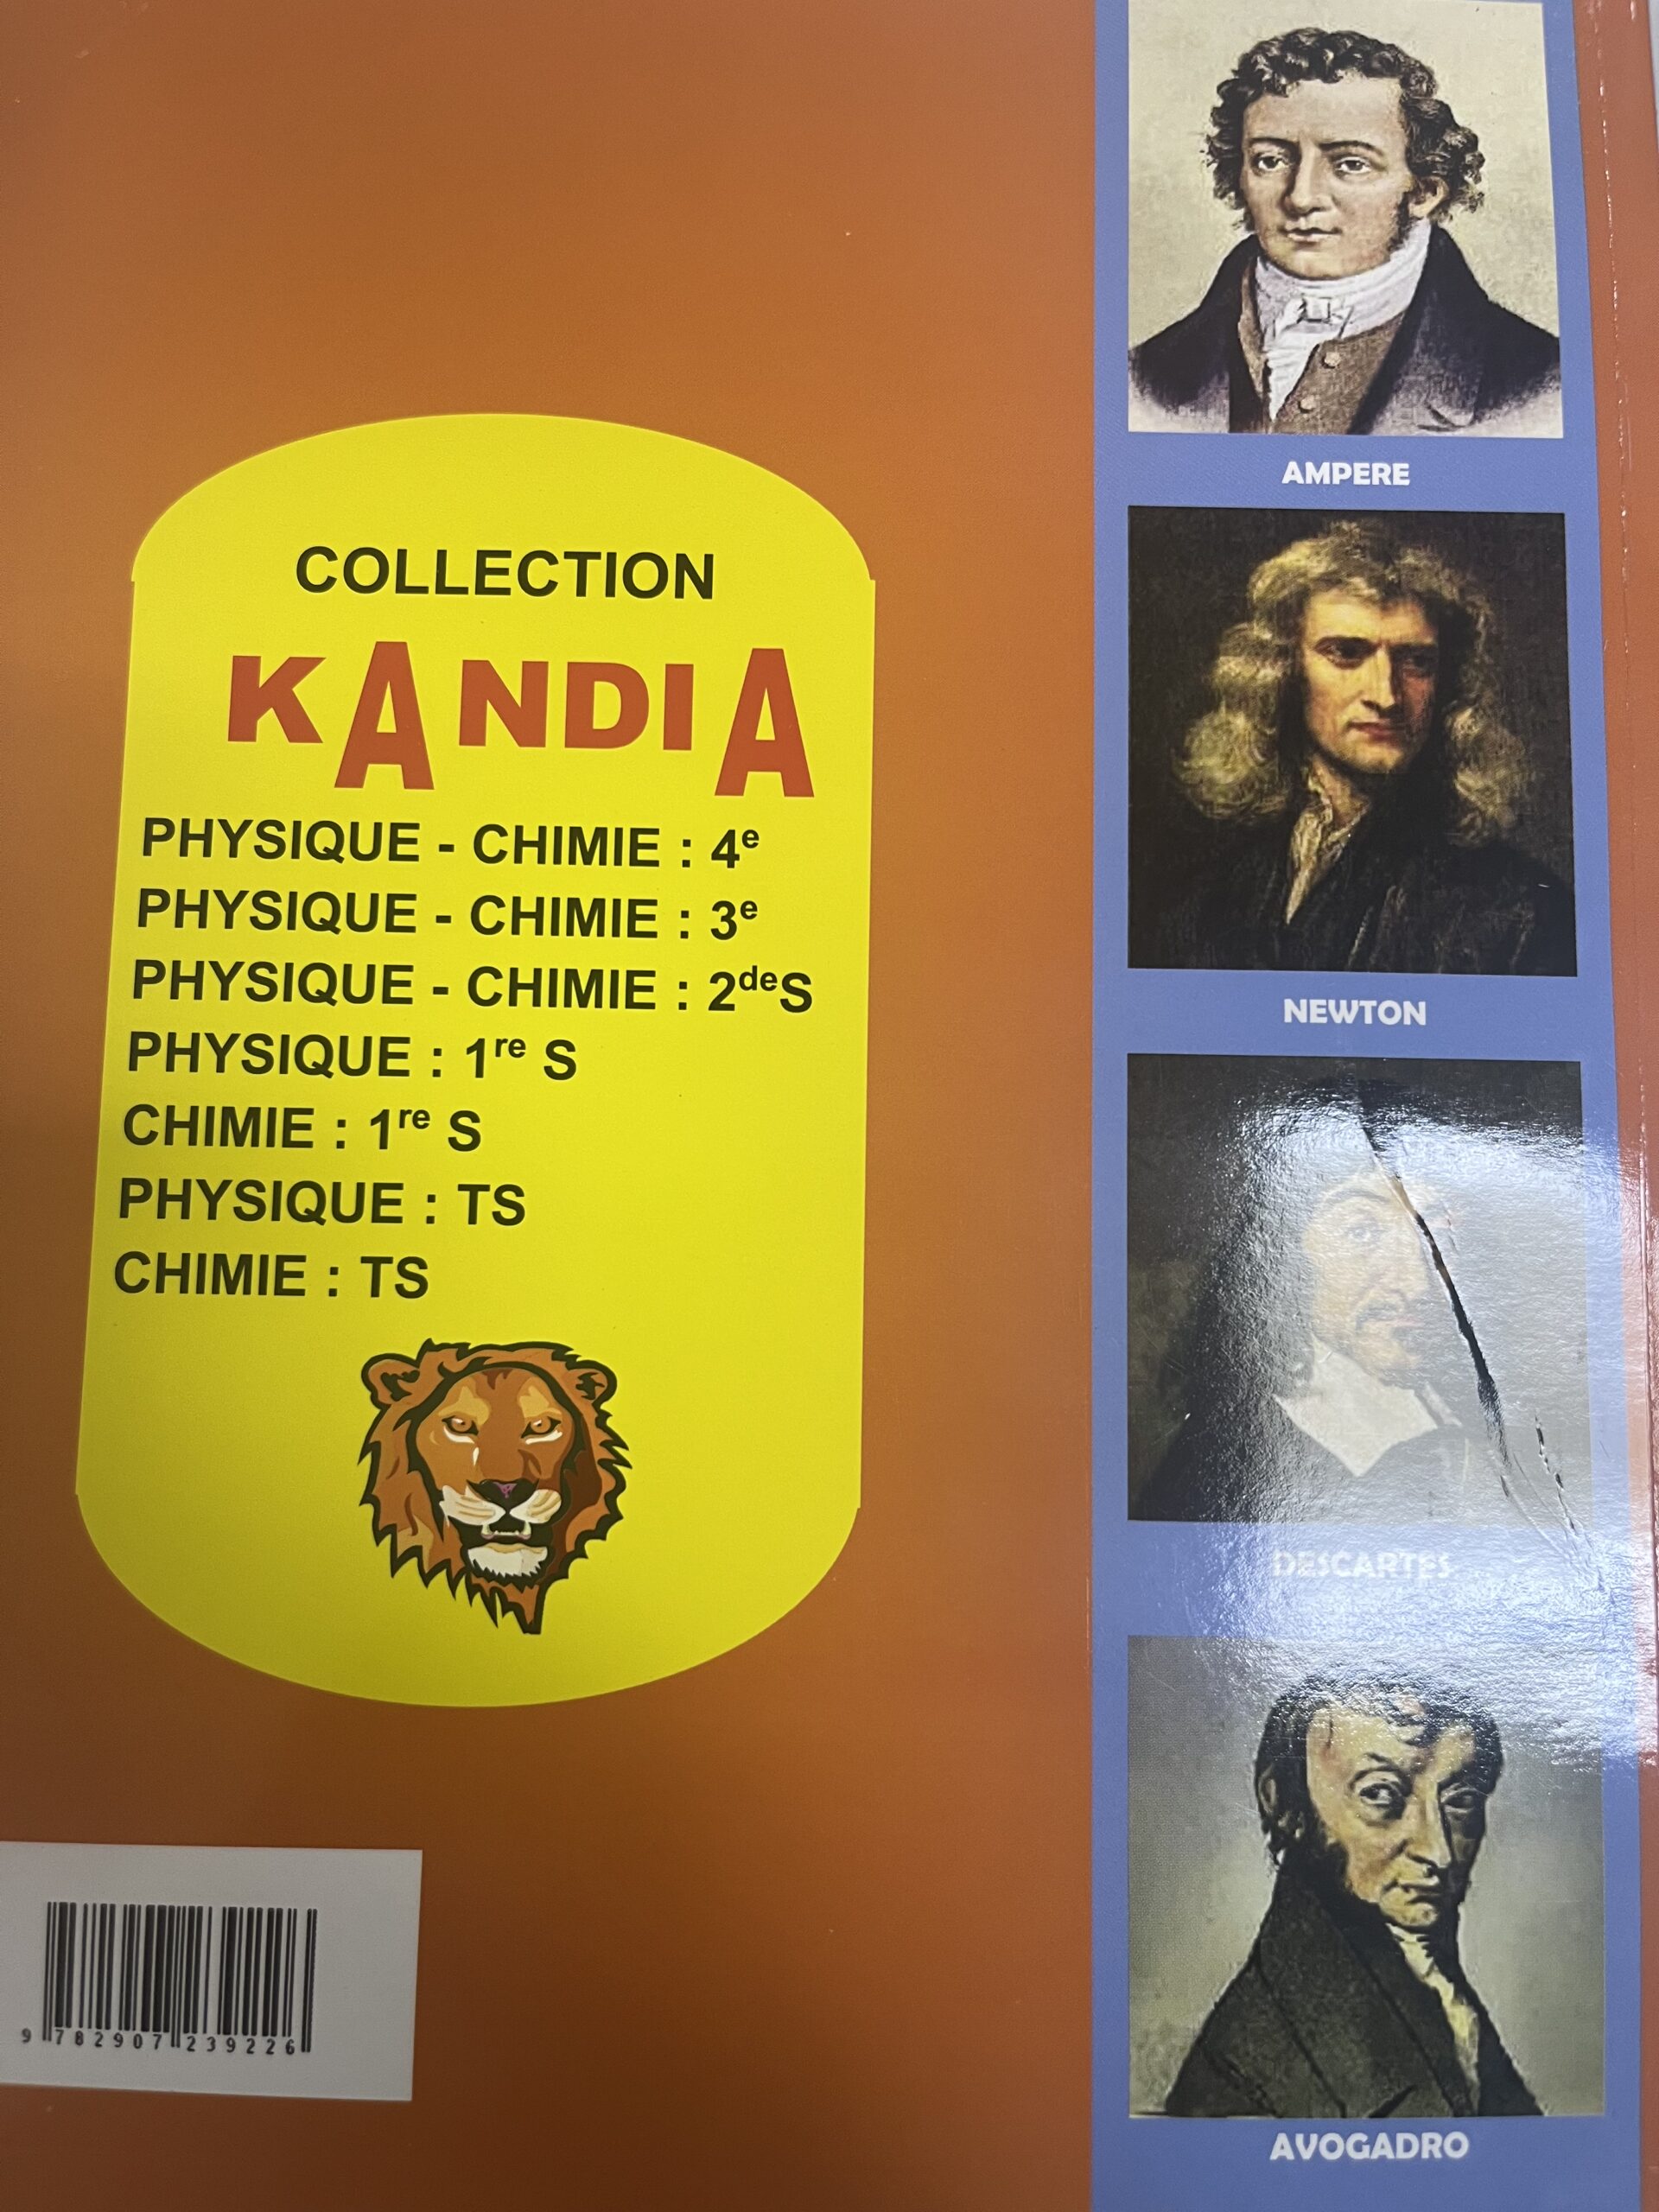 COLLECTION
KANDIA
PHYSIQUE - CHIMIE : 4e
PHYSIQUE - CHIMIE : 3e
PHYSIQUE - CHIMIE : 2deS
PHYSIQUE : 1re S
CHIMIE : 1re S
PHYSIQUE : TS
CHIMIE : TS
9 782907 239226
AMPERE
NEWTON
DESCARTES
AVOGADRO